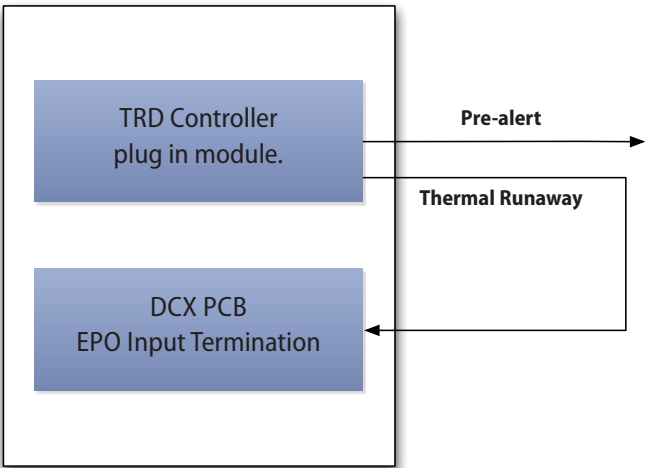 TRD Controller
plug in module.
Pre-alert
Thermal Runaway
DCX PCB
EPO Input Termination